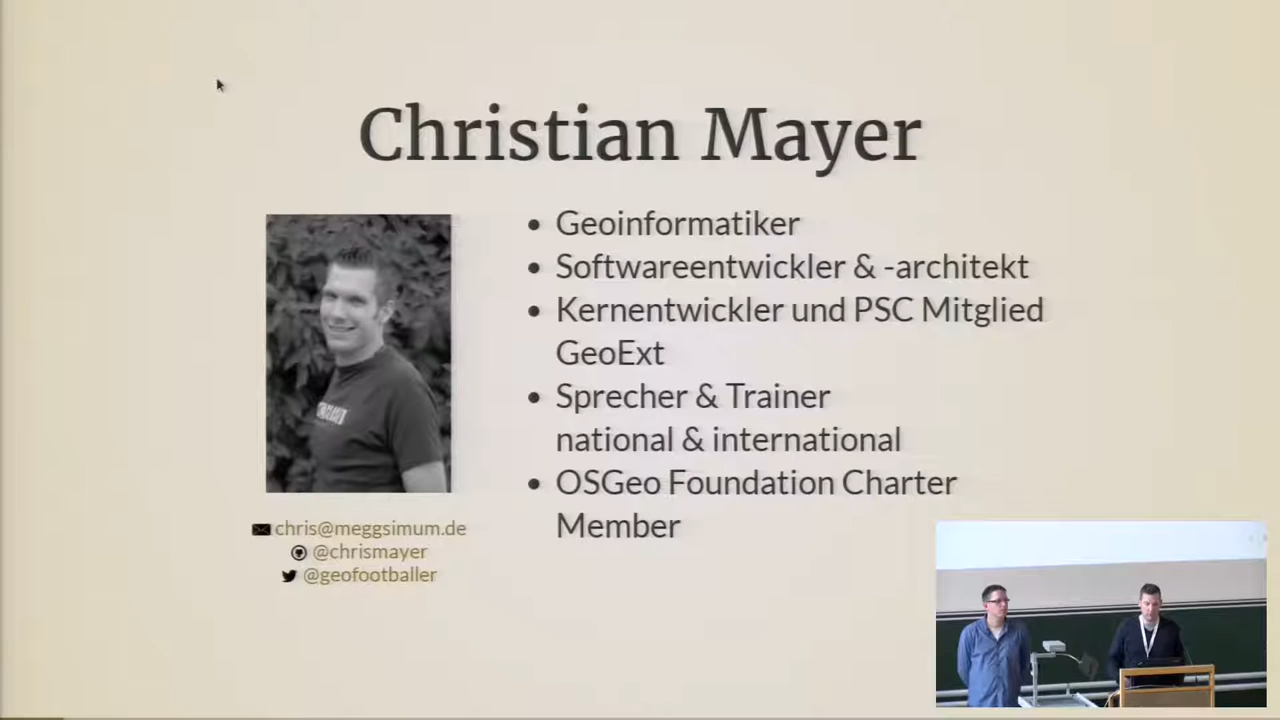 Christian Mayer
Geoinformatiker
Softwareentwickler & -architekt
Kernentwickler und PSC Mitglied
GeoExt
Sprecher & Trainer
national & international
OSGeo Foundation Charter
Member
chris@meggsimum.de
@chrismayer
@geofootballer